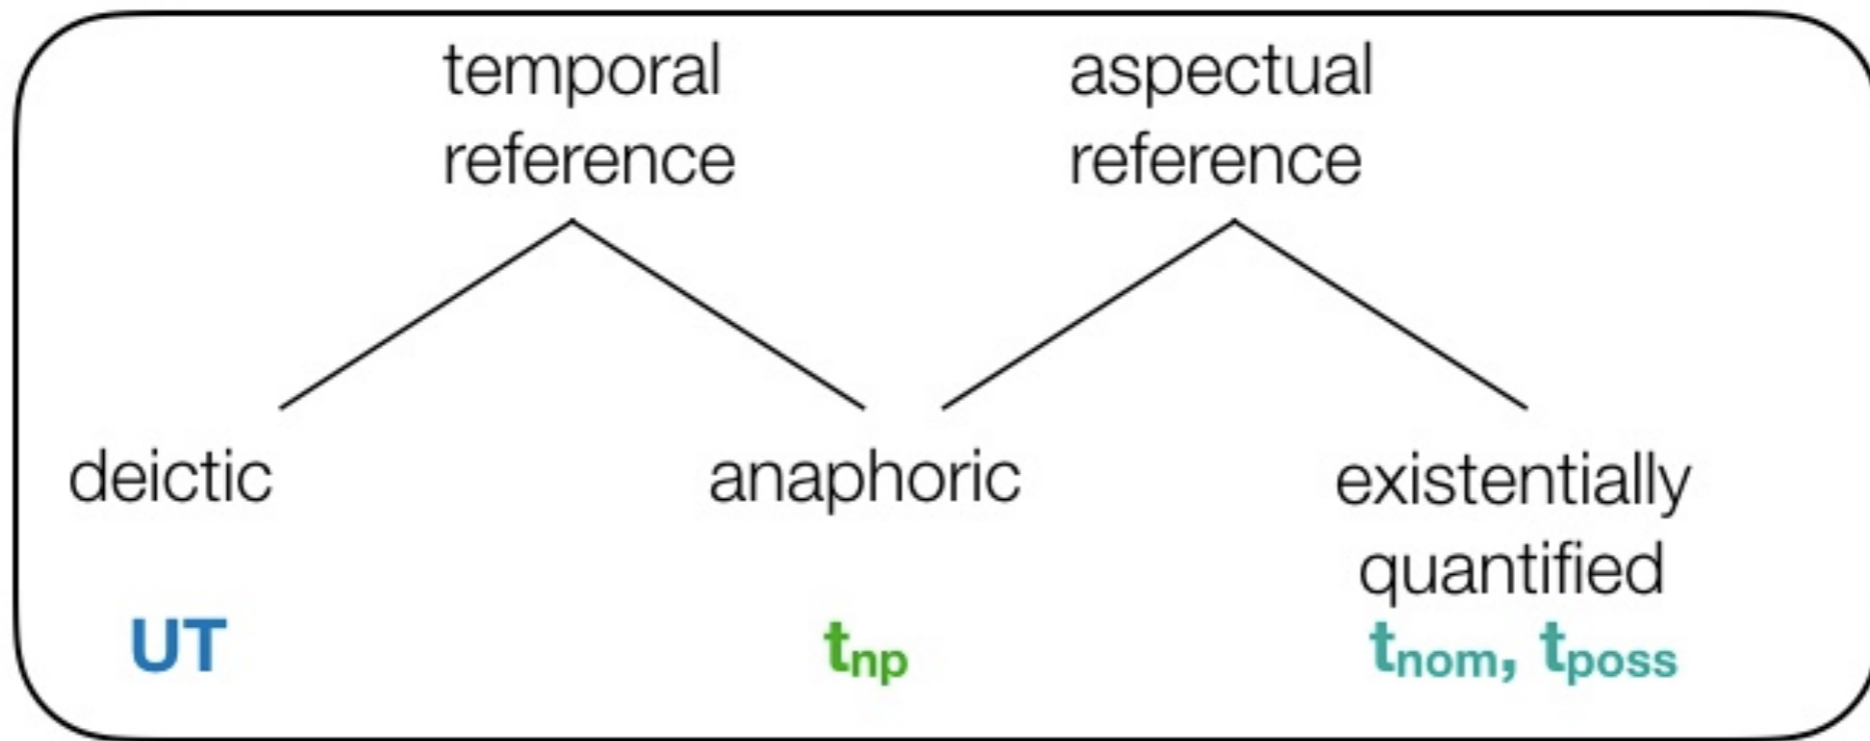 temporal
reference
aspectual
reference
deictic
anaphoric
existentially
quantified
UT
tnp
tnom, tposs